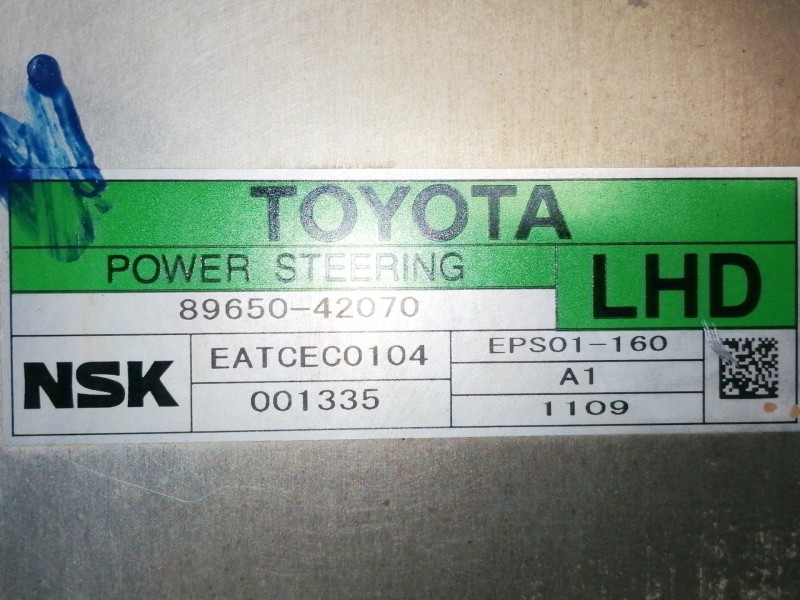 TOYOTA
POWER STEERING
LHD
89650-42070
NSK
EATCEC0104
001335
EPS01-160
A1
1109